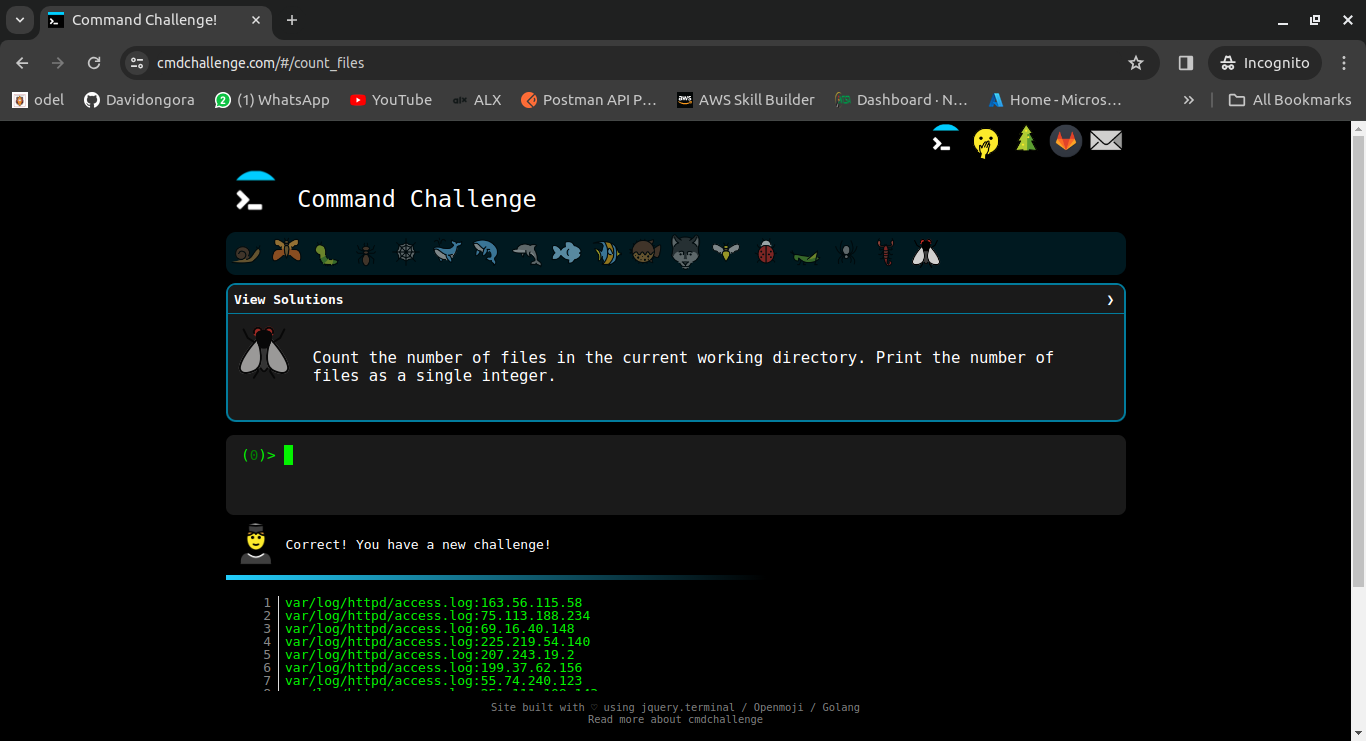 Command Challenge!
cmdchallenge.com/#/count_files
Incognito
odel
Davidongora
(1) WhatsApp
YouTube
ALX
Postman API P…
AWS Skill Builder
Dashboard · N…
Home - Micros…
All Bookmarks
Command Challenge
View Solutions
Count the number of files in the current working directory. Print the number of
files as a single integer.
(0)>
Correct! You have a new challenge!
1 var/log/httpd/access.log:163.56.115.58
2 var/log/httpd/access.log:75.113.188.234
3 var/log/httpd/access.log:69.16.40.148
4 var/log/httpd/access.log:225.219.54.140
5 var/log/httpd/access.log:207.243.19.2
6 var/log/httpd/access.log:199.37.62.156
7 var/log/httpd/access.log:55.74.240.123
Site built with ♡ using jquery.terminal / Openmoji / Golang
Read more about cmdchallenge